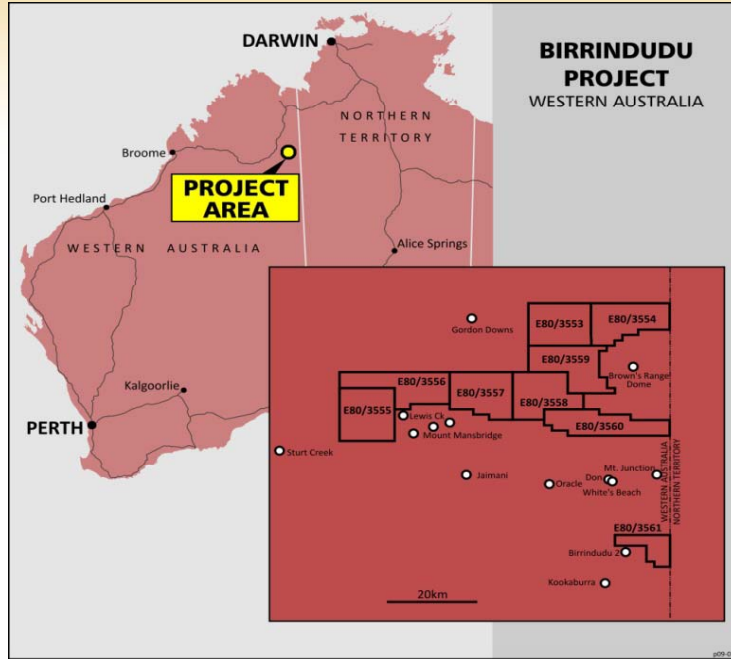 BIRRINDUDU
PROJECT
WESTERN AUSTRALIA
DARWIN
NORTHERN
TERRITORY
Broome
PROJECT
AREA
Port Hedland
WESTERN AUSTRALIA
Alice Springs
Kalgoorlie
PERTH
Gordon Downs
E80/3553
E80/3554
E80/3559
Brown's Range
Dome
E80/3556
E80/3557
E80/3558
E80/3555
Lewis Ck
E80/3560
Mount Mansbridge
Sturt Creek
Jaimani
Oracle
Don
White's Beach
Mt. Junction
WESTERN AUS'RALIA
NORTHERN TERRITORY
E80/3561
Birrindudu 2
Kookaburra
20km